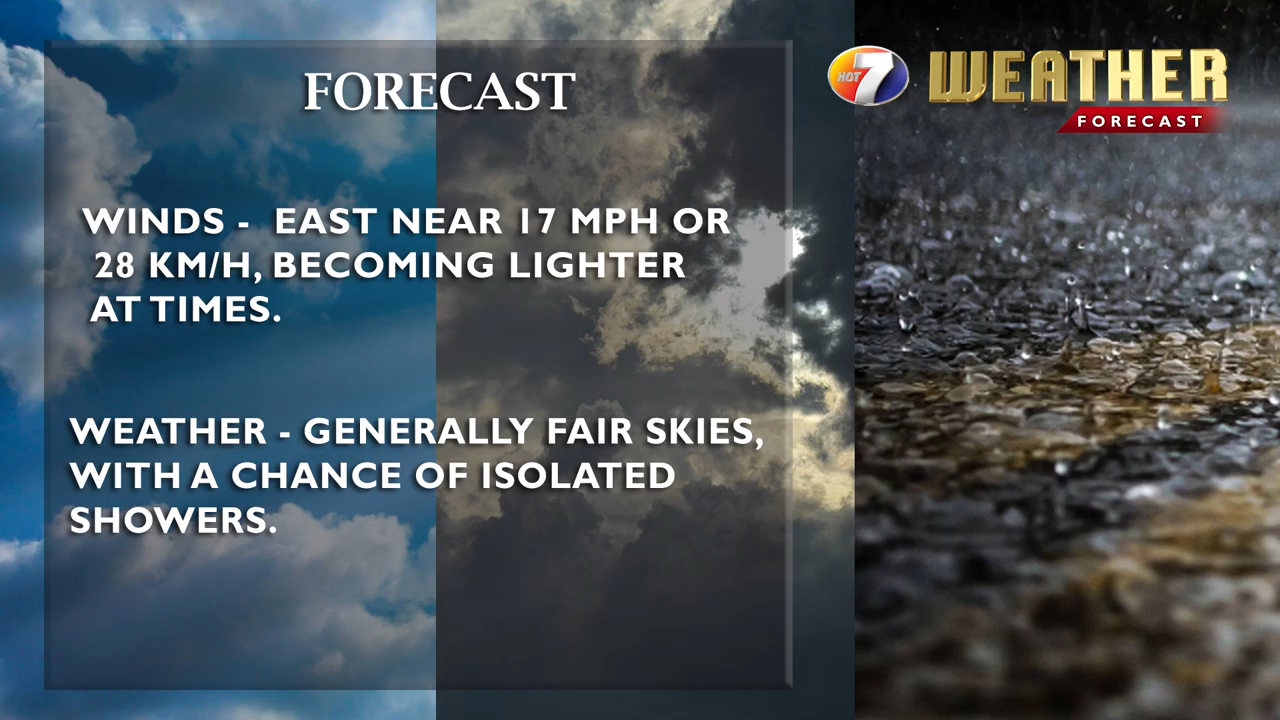 FORECAST
HOT 7 WEATHER
FORECAST
WINDS - EAST NEAR 17 MPH OR
28 KM/H, BECOMING LIGHTER
AT TIMES.
WEATHER - GENERALLY FAIR SKIES,
WITH A CHANCE OF ISOLATED
SHOWERS.